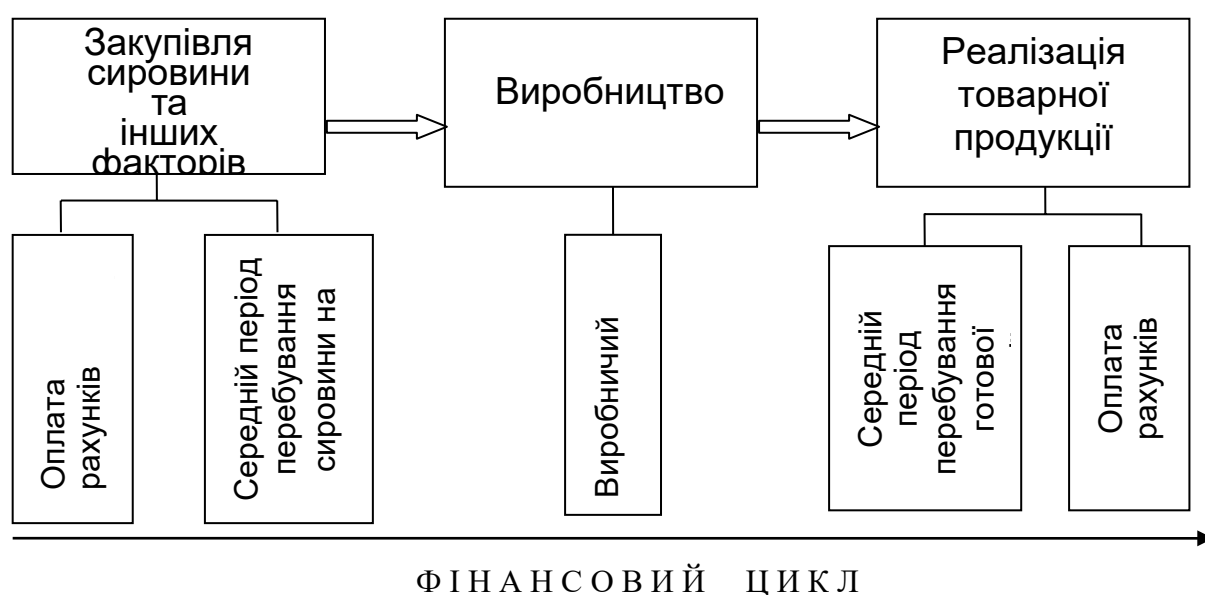 Закупівля
сировини
та
інших
факторів
Виробництво
Реалізація
товарної
продукції
Оплата
рахунків
Середній період
перебування
сировини на
Виробничий
Середній
період
перебування
готової
Оплата
рахунків
ФІНАНСОВИЙ ЦИКЛ